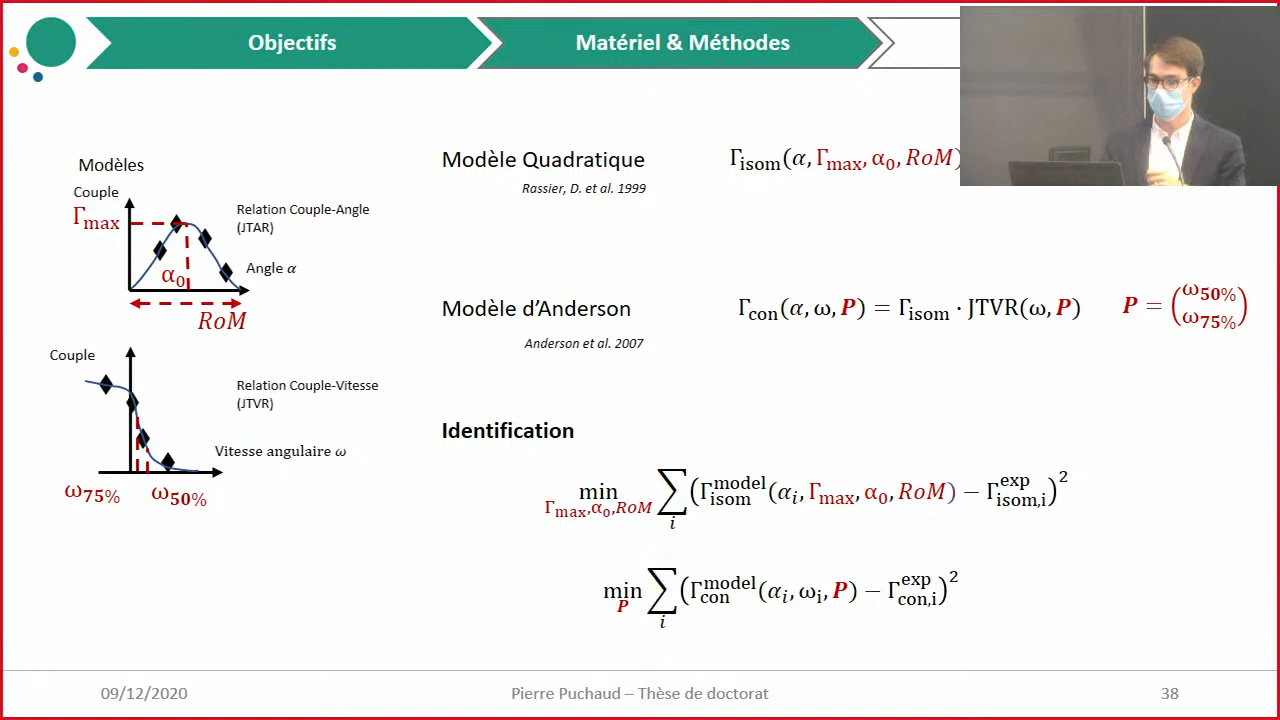 Objectifs
Matériel & Méthodes
Modèles
Couple
Γmax
Relation Couple-Angle
(JTAR)
α0
Angle α
RoM
Couple
Relation Couple-Vitesse
(JTVR)
Vitesse angulaire ω
ω75%
ω50%
Modèle Quadratique
Rassier, D. et al. 1999
Γisom(α, Γmax, α0, RoM)
Modèle d’Anderson
Anderson et al. 2007
Γcon(α, ω, P) = Γisom · JTVR(ω, P)
P = (ω50% ω75%)
Identification
min Γmax,α0,RoM ∑i (Γisom^model(αi, Γmax, α0, RoM) − Γisom,i^exp)²
min P ∑i (Γcon^model(αi, ωi, P) − Γcon,i^exp)²
09/12/2020
Pierre Puchaud – Thèse de doctorat
38